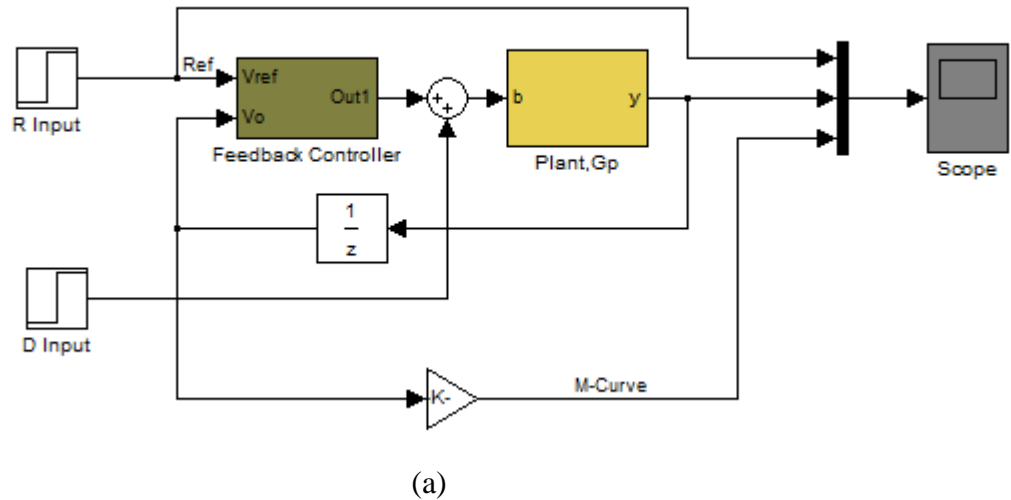 Ref
R Input
Vref
Vo
Out1
Feedback Controller
+
+
b
y
Plant,Gp
Scope
1
z
D Input
-K-
M-Curve
(a)